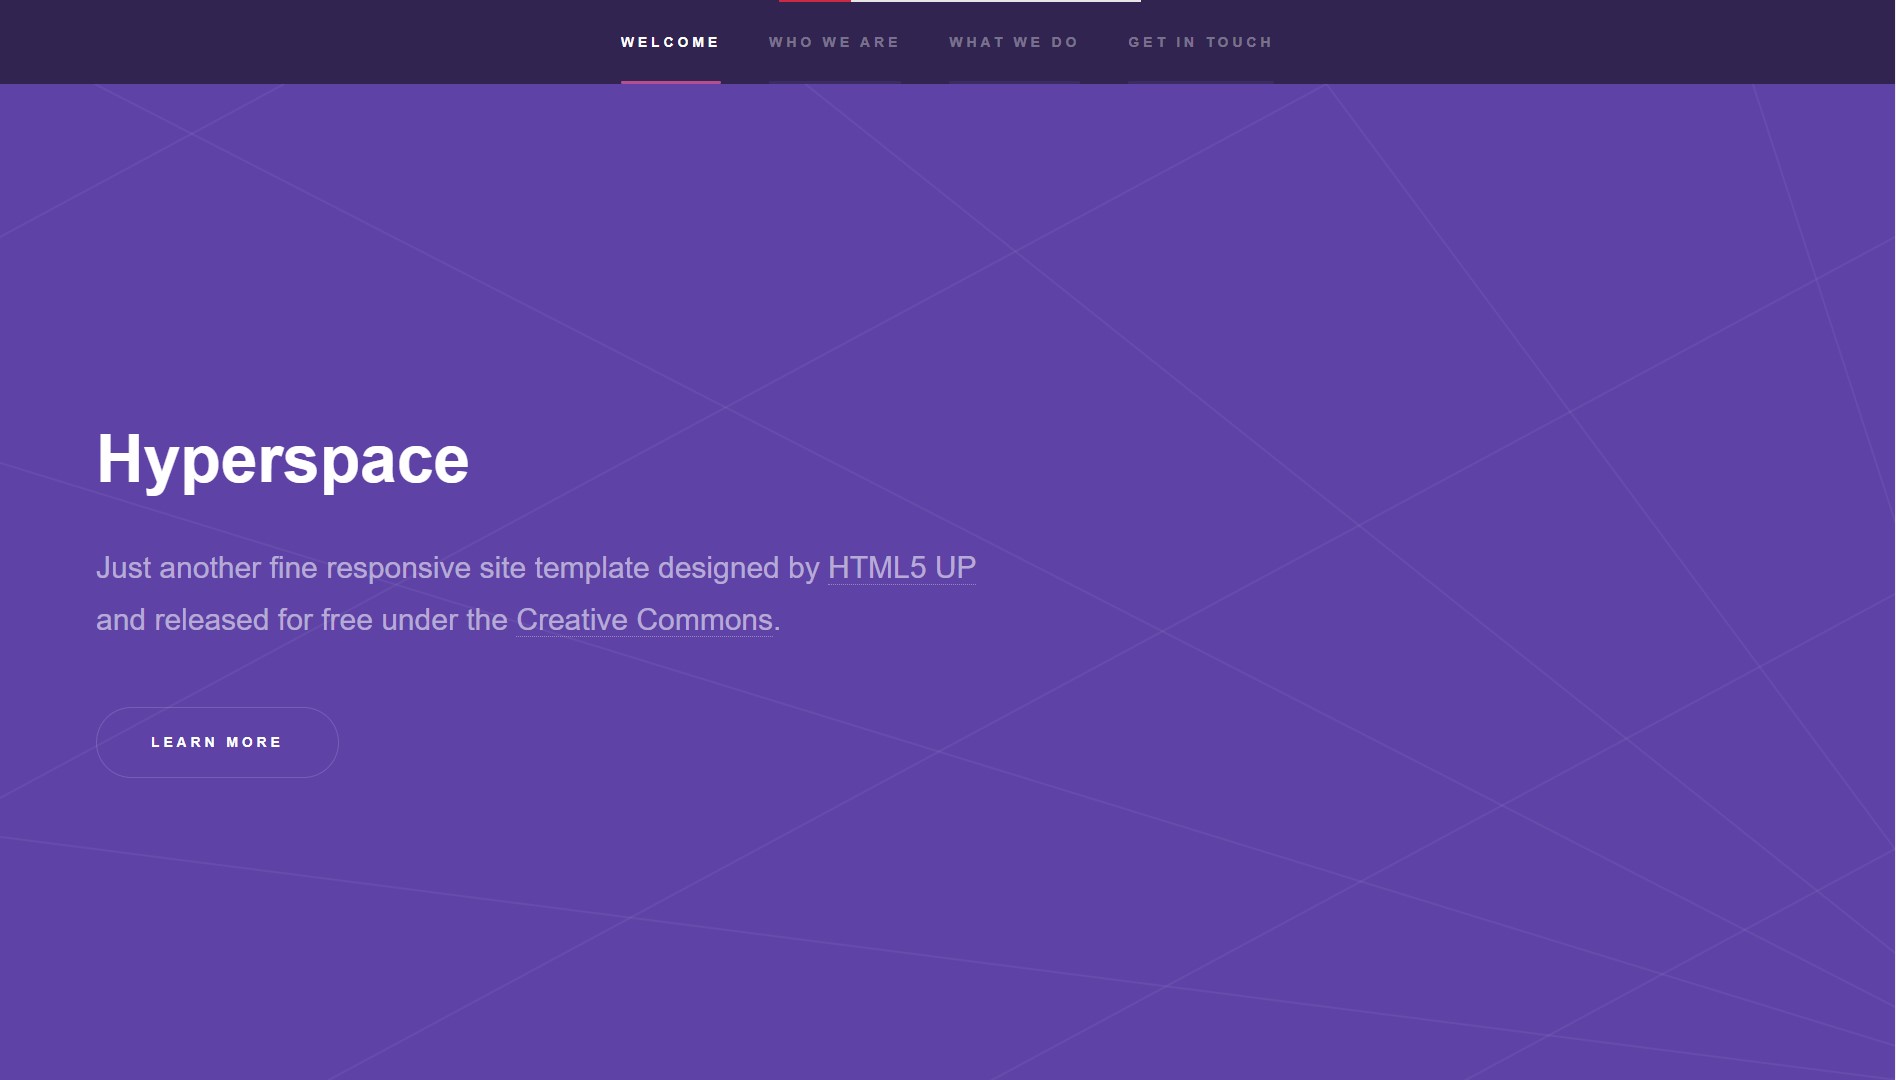 WELCOME WHO WE ARE WHAT WE DO GET IN TOUCH
Hyperspace
Just another fine responsive site template designed by HTML5 UP
and released for free under the Creative Commons.
LEARN MORE